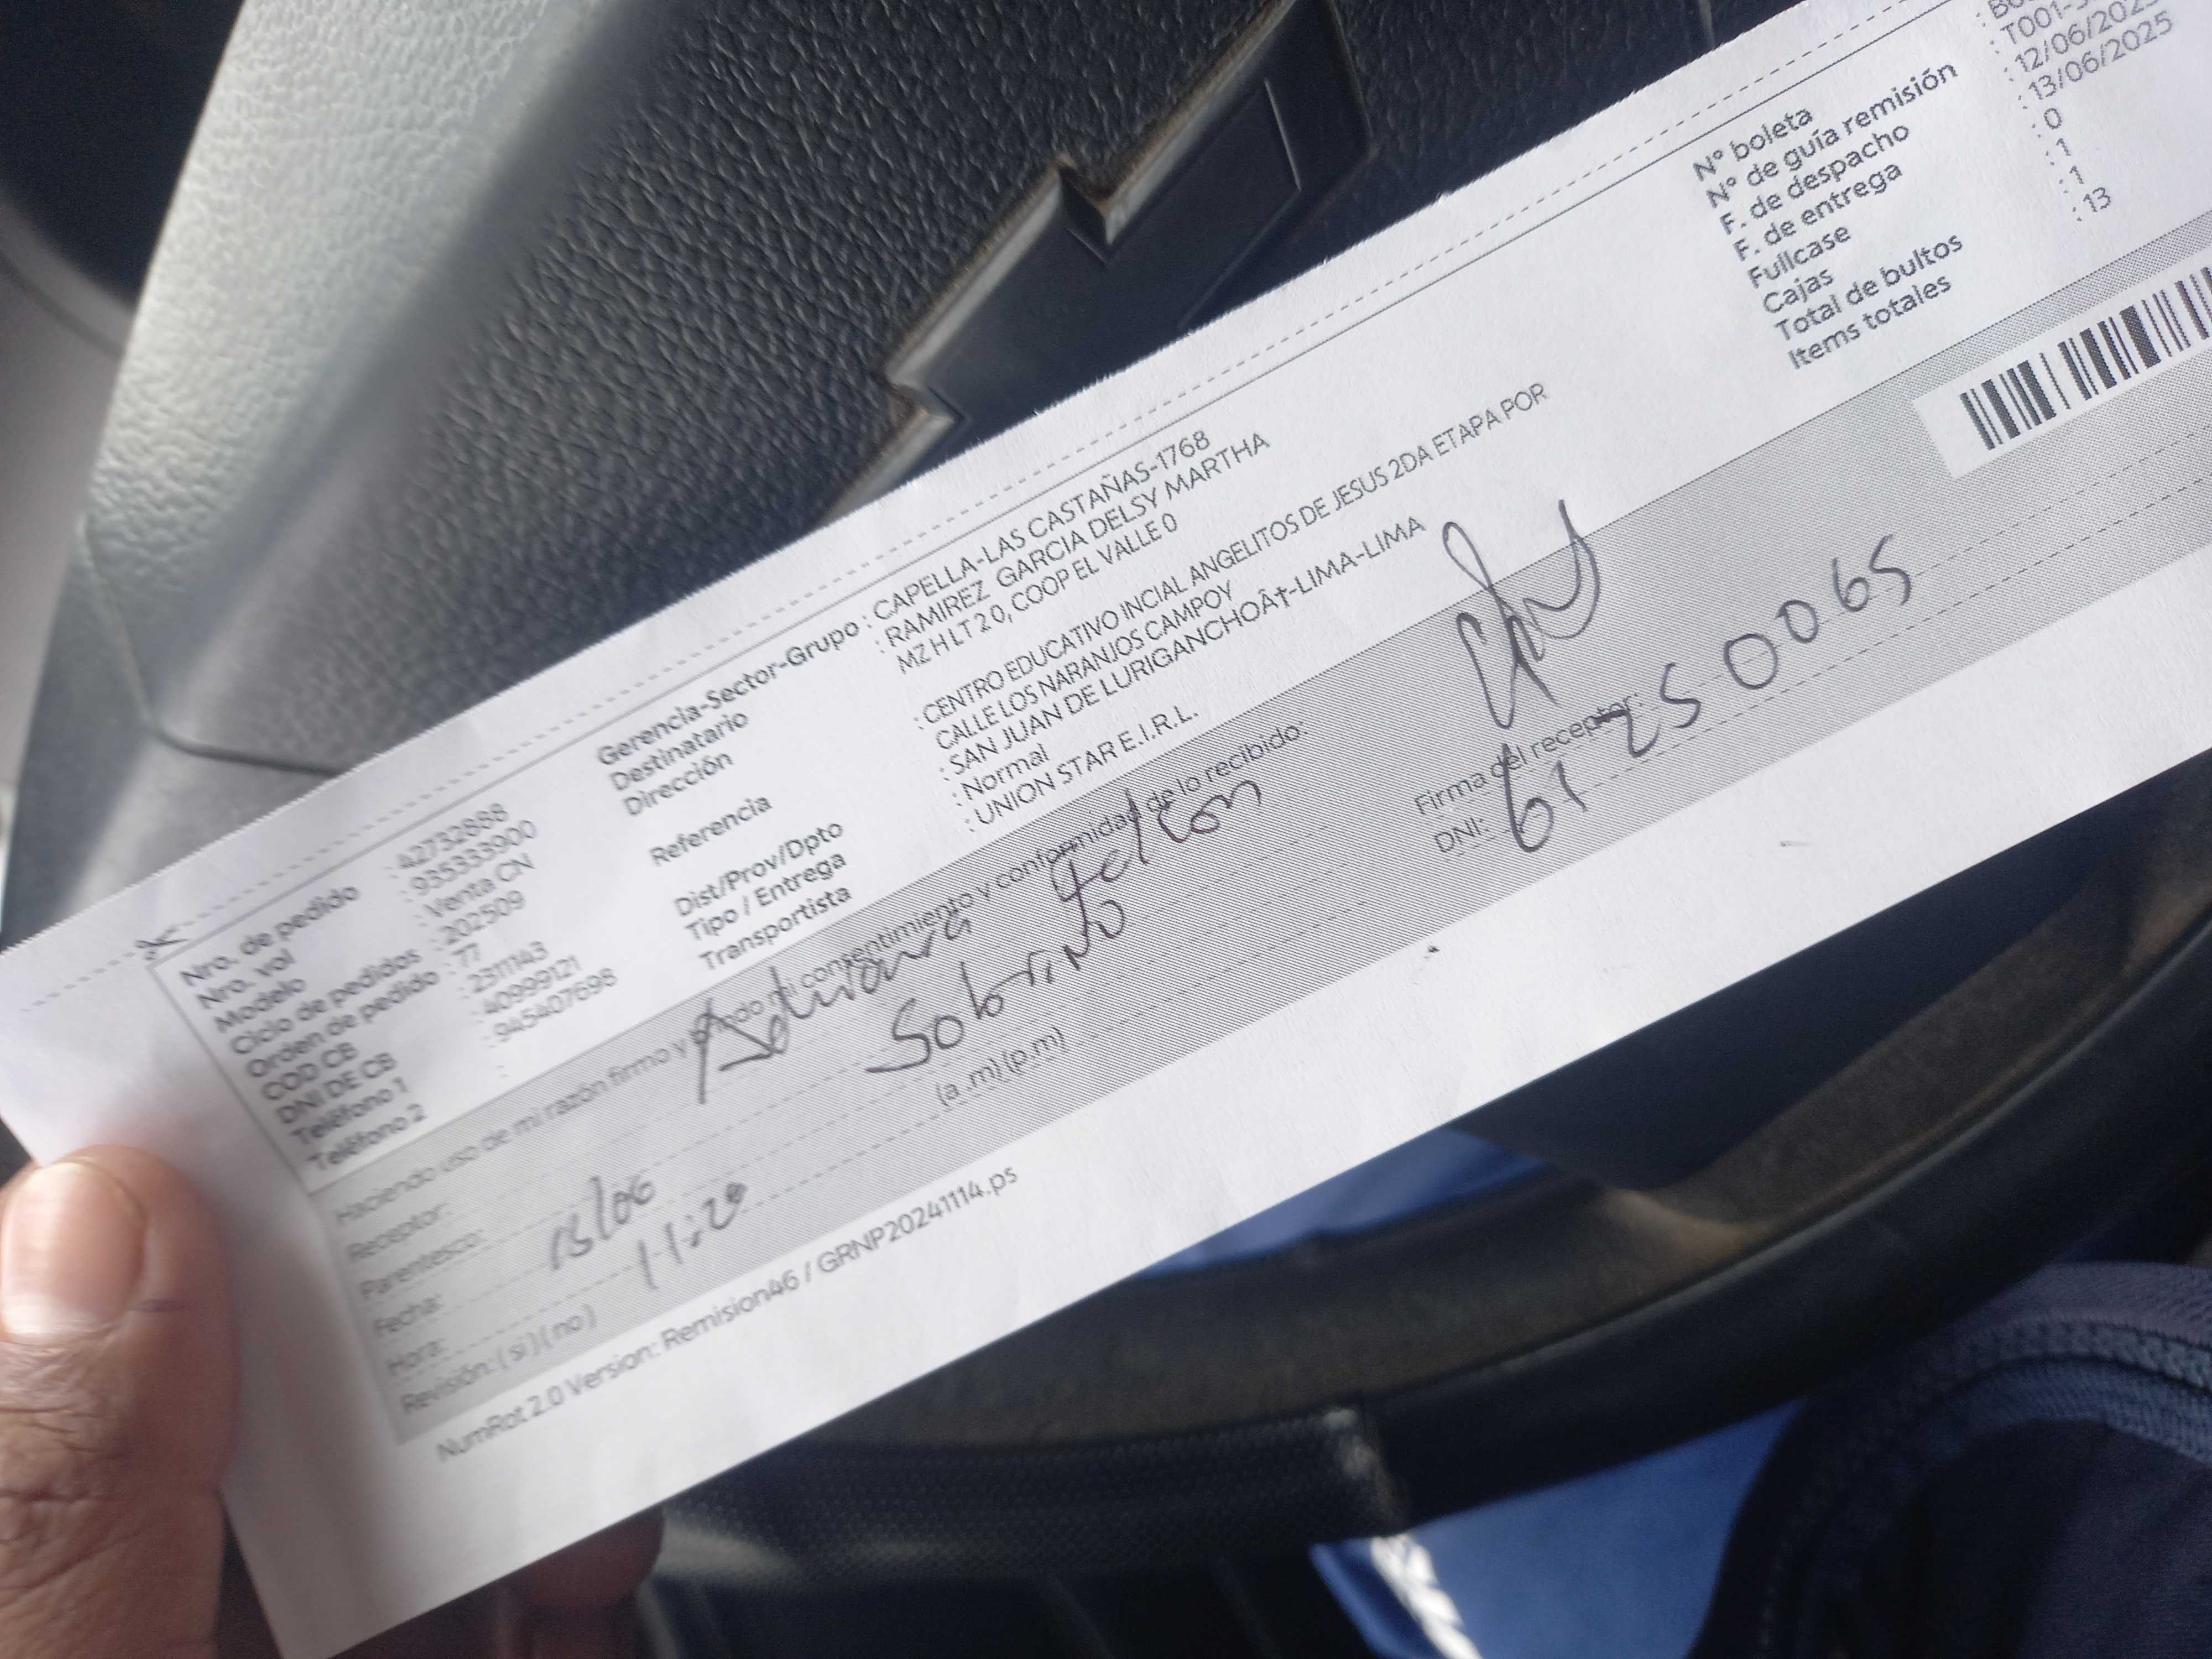 Nro. de pedido : 42732888
Nro. vol : 935333900
Modelo : Venta CN
Ciclo de pedidos : 202509
Orden de pedido : 77
COD CB : 2311143
DNI DE CB : 40999121
Teléfono 1 : 945407698
Teléfono 2 :
Gerencia-Sector-Grupo : CAPELLA-LAS CASTAÑAS-1768
Destinatario : RAMIREZ GARCIA DELSY MARTHA
Dirección MZ H LT 2 0, COOP EL VALLE 0
Referencia : CENTRO EDUCATIVO INCIAL ANGELITOS DE JESUS 2DA ETAPA POR
CALLE LOS NARANJOS CAMPOY
Dist/Prov/Dpto : SAN JUAN DE LURIGANCHOÂ†-LIMA-LIMA
Tipo / Entrega : Normal
Transportista : UNION STAR E.I.R.L.
N° boleta
N° de guía remisión : T001-
F. de despacho : 12/06/2025
F. de entrega : 13/06/2025
Fullcase : 0
Cajas : 1
Total de bultos : 1
Items totales : 13
Haciendo uso de mi razón firmo y mi consentimiento y conformidad de lo recibido:
Receptor: Adriana
Parentesco: Sobrino
Fecha: 13/06
Hora: 11:20 (a .m) (p.m)
Revisión: ( si ) ( no )
Firma del receptor:
DNI: 61250065
NumRot 2.0 Version: Remision46 / GRNP20241114.ps